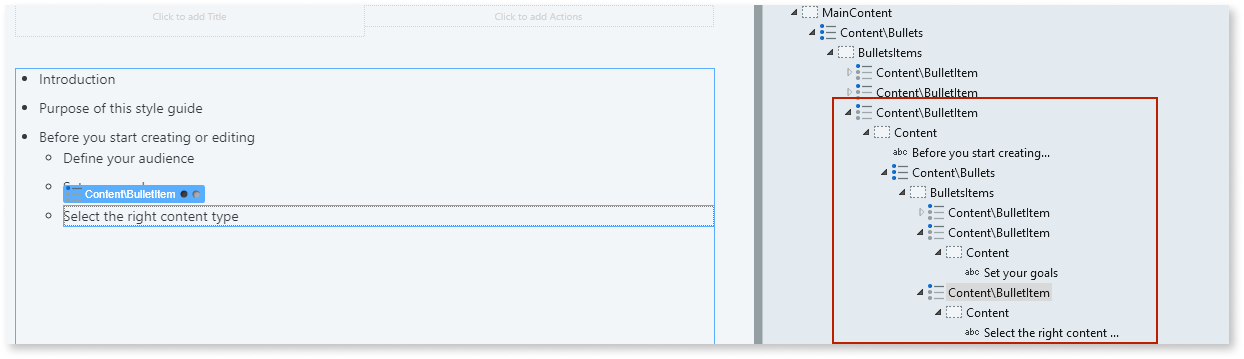 Click to add Title
Click to add Actions
Introduction
Purpose of this style guide
Before you start creating or editing
Define your audience
Content\BulletItem
Select the right content type
MainContent
Content\Bullets
BulletsItems
Content\BulletItem
Content\BulletItem
Content\BulletItem
Content
abc Before you start creating...
Content\Bullets
BulletsItems
Content\BulletItem
Content\BulletItem
Content
abc Set your goals
Content\BulletItem
Content
abc Select the right content ...